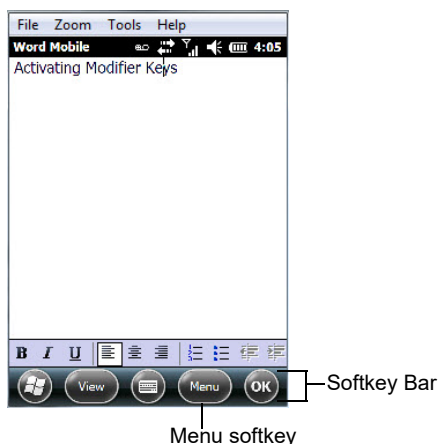 File Zoom Tools Help
Word Mobile 4:05
Activating Modifier Keys
B I U
View Menu OK
Softkey Bar
Menu softkey